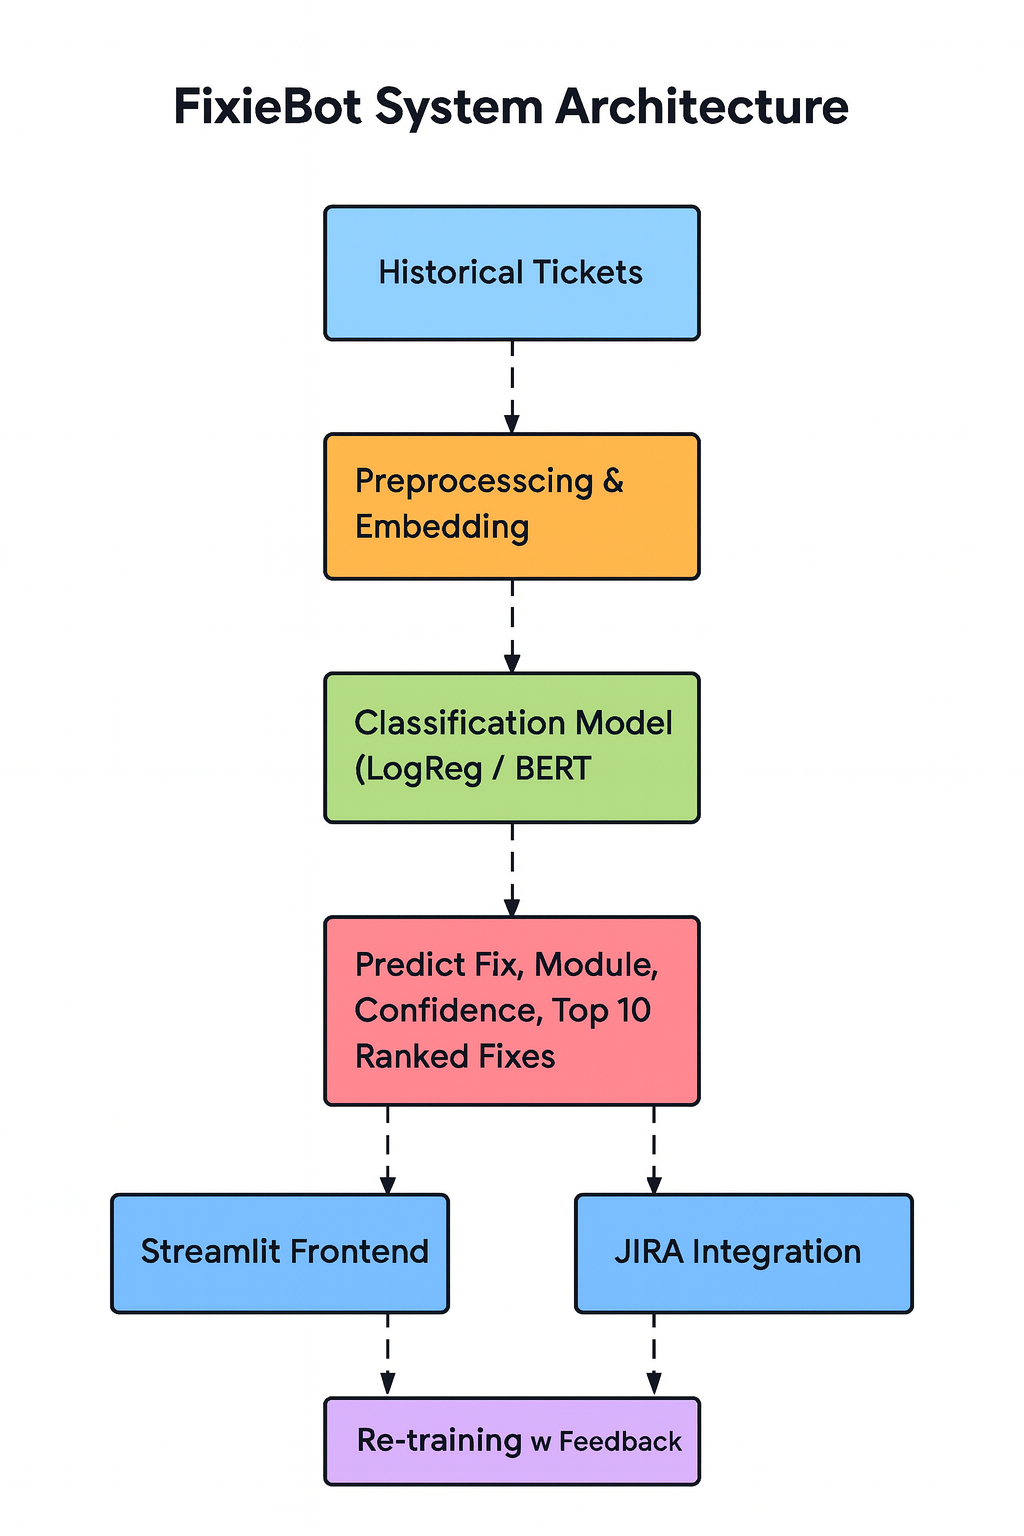 FixieBot System Architecture
Historical Tickets
Preprocesscing &
Embedding
Classification Model
(LogReg / BERT
Predict Fix, Module,
Confidence, Top 10
Ranked Fixes
Streamlit Frontend
JIRA Integration
Re-training w Feedback